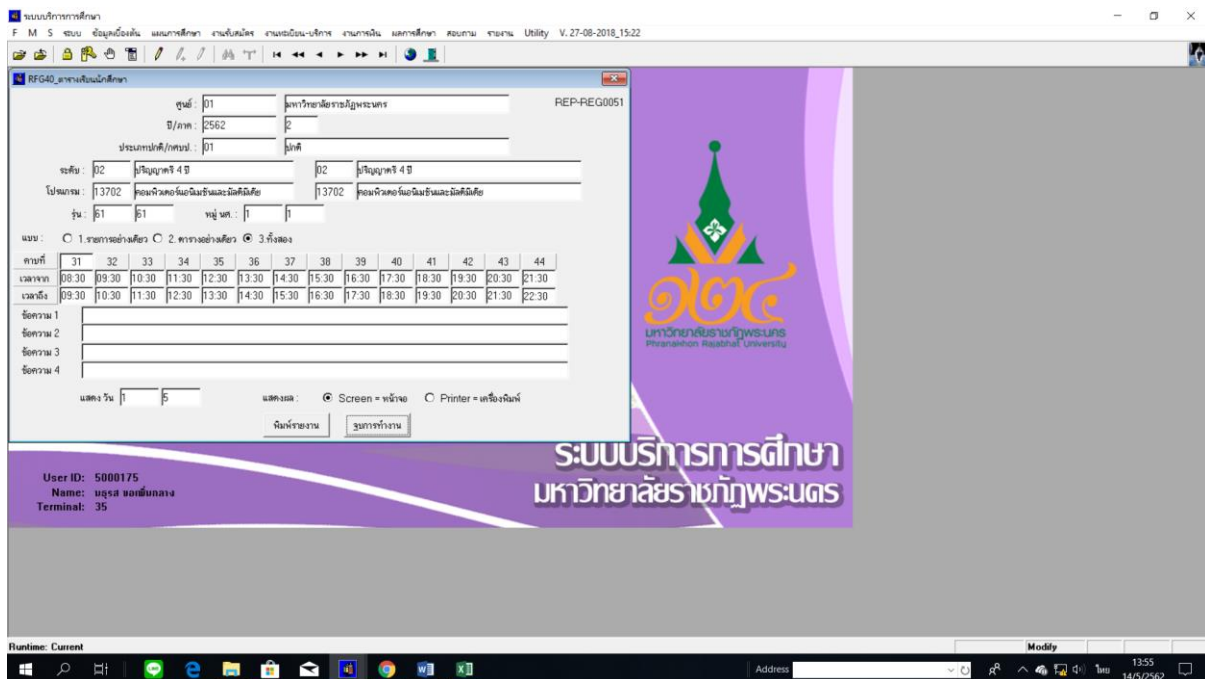 ระบบบริการการศึกษา
F M S ระบบ ข้อมูลเบื้องต้น แผนการศึกษา งานรับสมัคร งานทะเบียน-บริการ งานการเงิน ผลการศึกษา สอบถาม รายงาน Utility V. 27-08-2018_15:22
RFG40_ตารางเรียนนักศึกษา
ศูนย์ : 01 มหาวิทยาลัยราชภัฏพระนคร REP-REG0051
ปี/ภาค : 2562 2
ประเภทปกติ/กศบป. : 01 ปกติ
ระดับ : 02 ปริญญาตรี 4 ปี 02 ปริญญาตรี 4 ปี
โปรแกรม : 13702 คอมพิวเตอร์แอนิเมชันและมัลติมีเดีย 13702 คอมพิวเตอร์แอนิเมชันและมัลติมีเดีย
รุ่น : 61 61 หมู่ นศ. : 1 1
แบบ : 1.รายการอย่างเดียว 2. ตารางอย่างเดียว 3.ทั้งสอง
คาบที่ 31 32 33 34 35 36 37 38 39 40 41 42 43 44
เวลาจาก 08:30 09:30 10:30 11:30 12:30 13:30 14:30 15:30 16:30 17:30 18:30 19:30 20:30 21:30
เวลาถึง 09:30 10:30 11:30 12:30 13:30 14:30 15:30 16:30 17:30 18:30 19:30 20:30 21:30 22:30
ข้อความ 1
ข้อความ 2
ข้อความ 3
ข้อความ 4
แสดง วัน 1 5 แสดงผล : Screen = หน้าจอ Printer = เครื่องพิมพ์
พิมพ์รายงาน จบการทำงาน
๑๒๔
มหาวิทยาลัยราชภัฏพระนคร
Phranakhon Rajabhat University
ระบบบริการการศึกษา
มหาวิทยาลัยราชภัฏพระนคร
User ID: 5000175
Name: มธุรส
Terminal: 35
Runtime: Current
Modify
Address
ไทย
13:55
14/5/2562